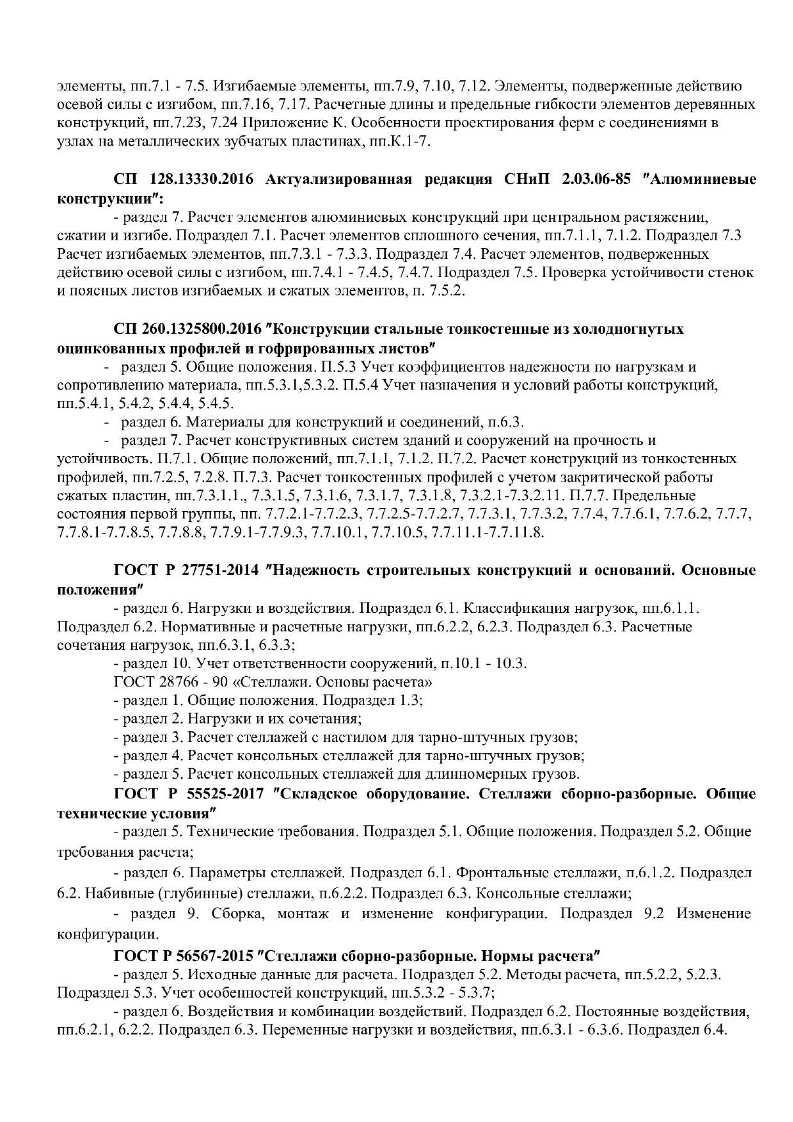 элементы, пп.7.1 - 7.5. Изгибаемые элементы, пп.7.9, 7.10, 7.12. Элементы, подверженные действию
осевой силы с изгибом, пп.7.16, 7.17. Расчетные длины и предельные гибкости элементов деревянных
конструкций, пп.7.23, 7.24 Приложение К. Особенности проектирования ферм с соединениями в
узлах на металлических зубчатых пластинах, пп.К.1-7.
СП 128.13330.2016 Актуализированная редакция СНиП 2.03.06-85 "Алюминиевые
конструкции":
- раздел 7. Расчет элементов алюминиевых конструкций при центральном растяжении,
сжатии и изгибе. Подраздел 7.1. Расчет элементов сплошного сечения, пп.7.1.1, 7.1.2. Подраздел 7.3
Расчет изгибаемых элементов, пп.7.3.1 - 7.3.3. Подраздел 7.4. Расчет элементов, подверженных
действию осевой силы с изгибом, пп.7.4.1 - 7.4.5, 7.4.7. Подраздел 7.5. Проверка устойчивости стенок
и поясных листов изгибаемых и сжатых элементов, п. 7.5.2.
СП 260.1325800.2016 "Конструкции стальные тонкостенные из холодногнутых
оцинкованных профилей и гофрированных листов"
- раздел 5. Общие положения. П.5.3 Учет коэффициентов надежности по нагрузкам и
сопротивлению материала, пп.5.3.1,5.3.2. П.5.4 Учет назначения и условий работы конструкций,
пп.5.4.1, 5.4.2, 5.4.4, 5.4.5.
- раздел 6. Материалы для конструкций и соединений, п.6.3.
- раздел 7. Расчет конструктивных систем зданий и сооружений на прочность и
устойчивость. П.7.1. Общие положений, пп.7.1.1, 7.1.2. П.7.2. Расчет конструкций из тонкостенных
профилей, пп.7.2.5, 7.2.8. П.7.3. Расчет тонкостенных профилей с учетом закритической работы
сжатых пластин, пп.7.3.1.1., 7.3.1.5, 7.3.1.6, 7.3.1.7, 7.3.1.8, 7.3.2.1-7.3.2.11. П.7.7. Предельные
состояния первой группы, пп. 7.7.2.1-7.7.2.3, 7.7.2.5-7.7.2.7, 7.7.3.1, 7.7.3.2, 7.7.4, 7.7.6.1, 7.7.6.2, 7.7.7,
7.7.8.1-7.7.8.5, 7.7.8.8, 7.7.9.1-7.7.9.3, 7.7.10.1, 7.7.10.5, 7.7.11.1-7.7.11.8.
ГОСТ Р 27751-2014 "Надежность строительных конструкций и оснований. Основные
положения"
- раздел 6. Нагрузки и воздействия. Подраздел 6.1. Классификация нагрузок, пп.6.1.1.
Подраздел 6.2. Нормативные и расчетные нагрузки, пп.6.2.2, 6.2.3. Подраздел 6.3. Расчетные
сочетания нагрузок, пп.6.3.1, 6.3.3;
- раздел 10. Учет ответственности сооружений, п.10.1 - 10.3.
ГОСТ 28766 - 90 «Стеллажи. Основы расчета»
- раздел 1. Общие положения. Подраздел 1.3;
- раздел 2. Нагрузки и их сочетания;
- раздел 3. Расчет стеллажей с настилом для тарно-штучных грузов;
- раздел 4. Расчет консольных стеллажей для тарно-штучных грузов;
- раздел 5. Расчет консольных стеллажей для длинномерных грузов.
ГОСТ Р 55525-2017 "Складское оборудование. Стеллажи сборно-разборные. Общие
технические условия"
- раздел 5. Технические требования. Подраздел 5.1. Общие положения. Подраздел 5.2. Общие
требования расчета;
- раздел 6. Параметры стеллажей. Подраздел 6.1. Фронтальные стеллажи, п.6.1.2. Подраздел
6.2. Набивные (глубинные) стеллажи, п.6.2.2. Подраздел 6.3. Консольные стеллажи;
- раздел 9. Сборка, монтаж и изменение конфигурации. Подраздел 9.2 Изменение
конфигурации.
ГОСТ Р 56567-2015 "Стеллажи сборно-разборные. Нормы расчета"
- раздел 5. Исходные данные для расчета. Подраздел 5.2. Методы расчета, пп.5.2.2, 5.2.3.
Подраздел 5.3. Учет особенностей конструкций, пп.5.3.2 - 5.3.7;
- раздел 6. Воздействия и комбинации воздействий. Подраздел 6.2. Постоянные воздействия,
пп.6.2.1, 6.2.2. Подраздел 6.3. Переменные нагрузки и воздействия, пп.6.3.1 - 6.3.6. Подраздел 6.4.